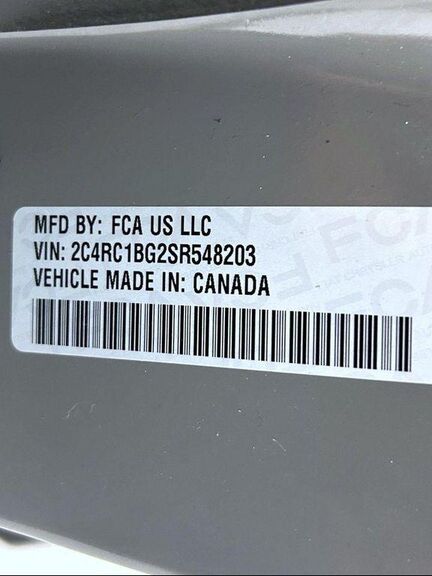 MFD BY: FCA US LLC
VIN: 2C4RC1BG2SR548203
VEHICLE MADE IN: CANADA